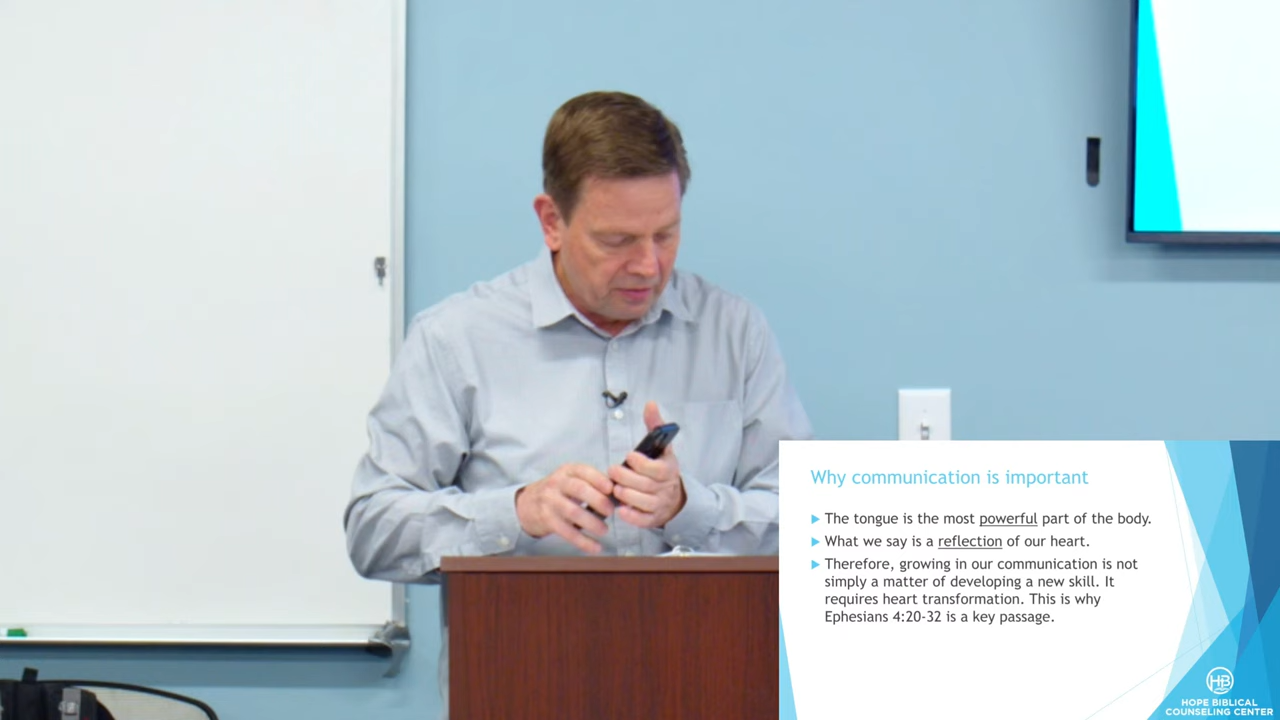 Why communication is important
The tongue is the most powerful part of the body.
What we say is a reflection of our heart.
Therefore, growing in our communication is not
simply a matter of developing a new skill. It
requires heart transformation. This is why
Ephesians 4:20-32 is a key passage.
HB
HOPE BIBLICAL
COUNSELING CENTER